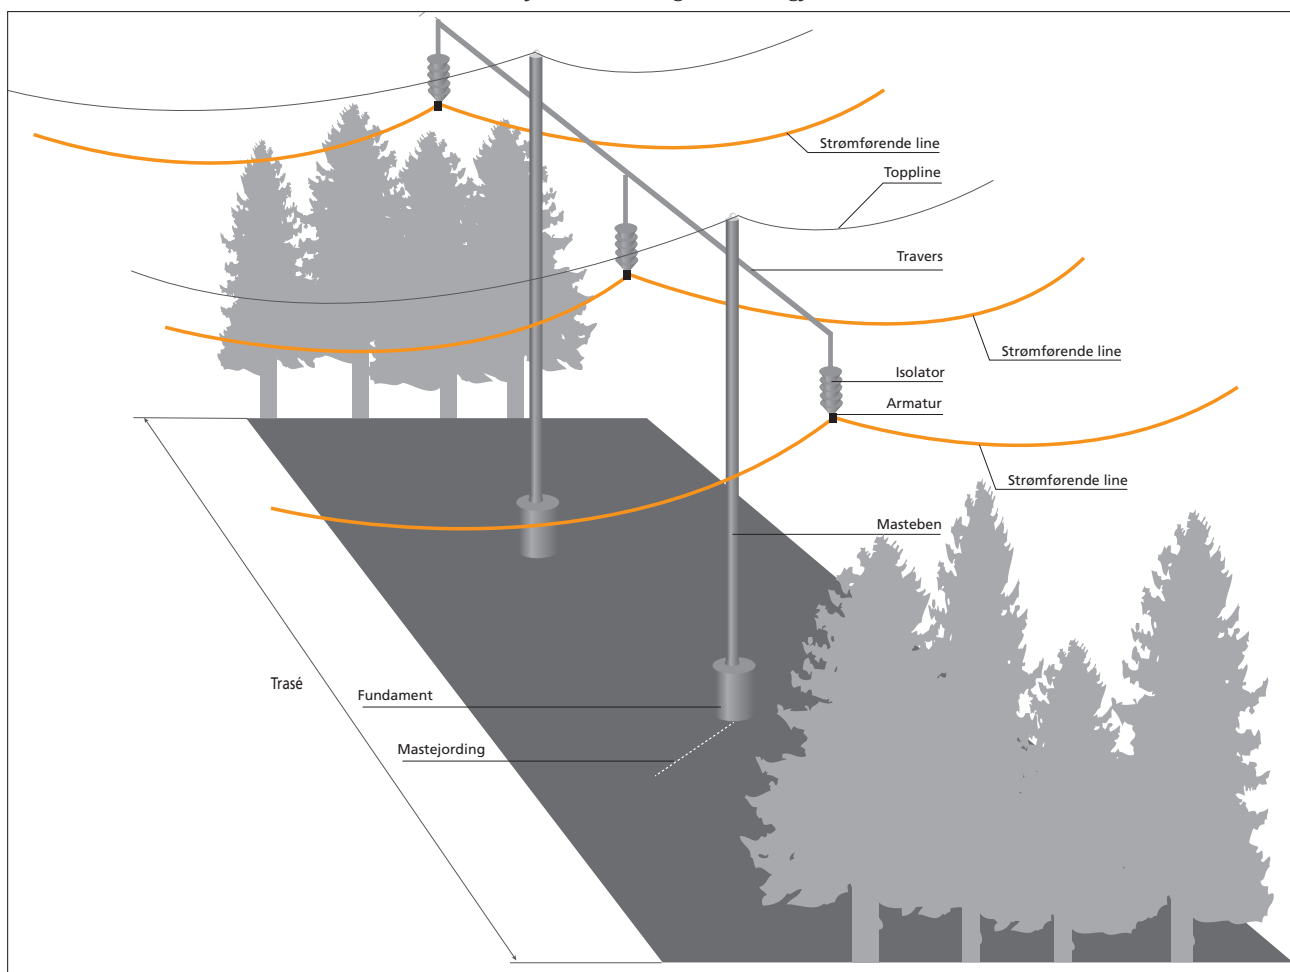 Strømførende line
Toppline
Travers
Strømførende line
Isolator
Armatur
Strømførende line
Masteben
Trasé
Fundament
Mastejording